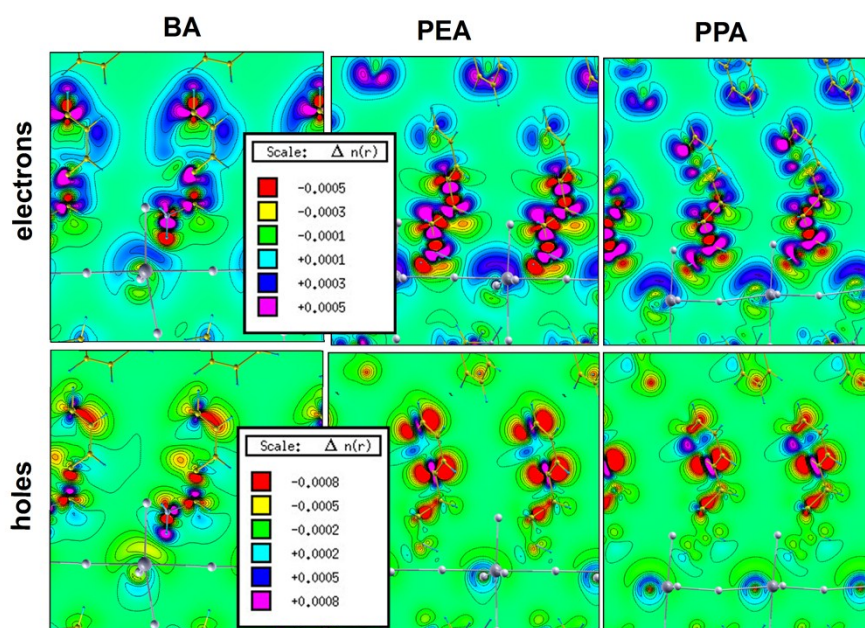 BA
PEA
PPA
electrons
Scale: Δ n(r)
-0.0005
-0.0003
-0.0001
+0.0001
+0.0003
+0.0005
holes
Scale: Δ n(r)
-0.0008
-0.0005
-0.0002
+0.0002
+0.0005
+0.0008